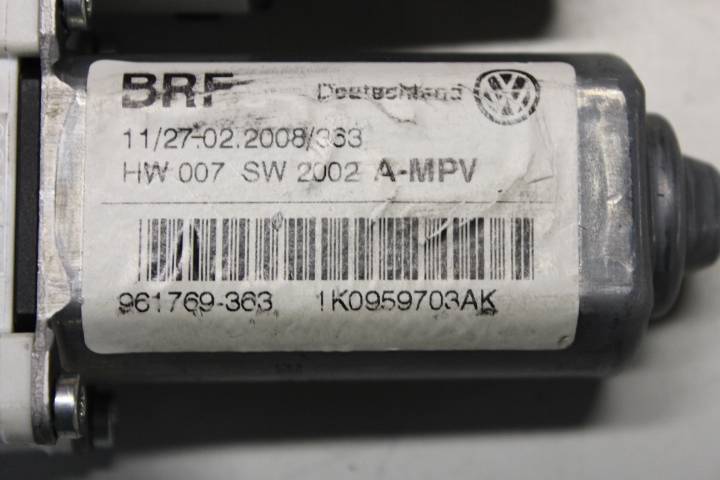 BRF Deutschland
11/27-02.2008/363
HW 007 SW 2002 A-MPV
961769-363 1K0959703AK